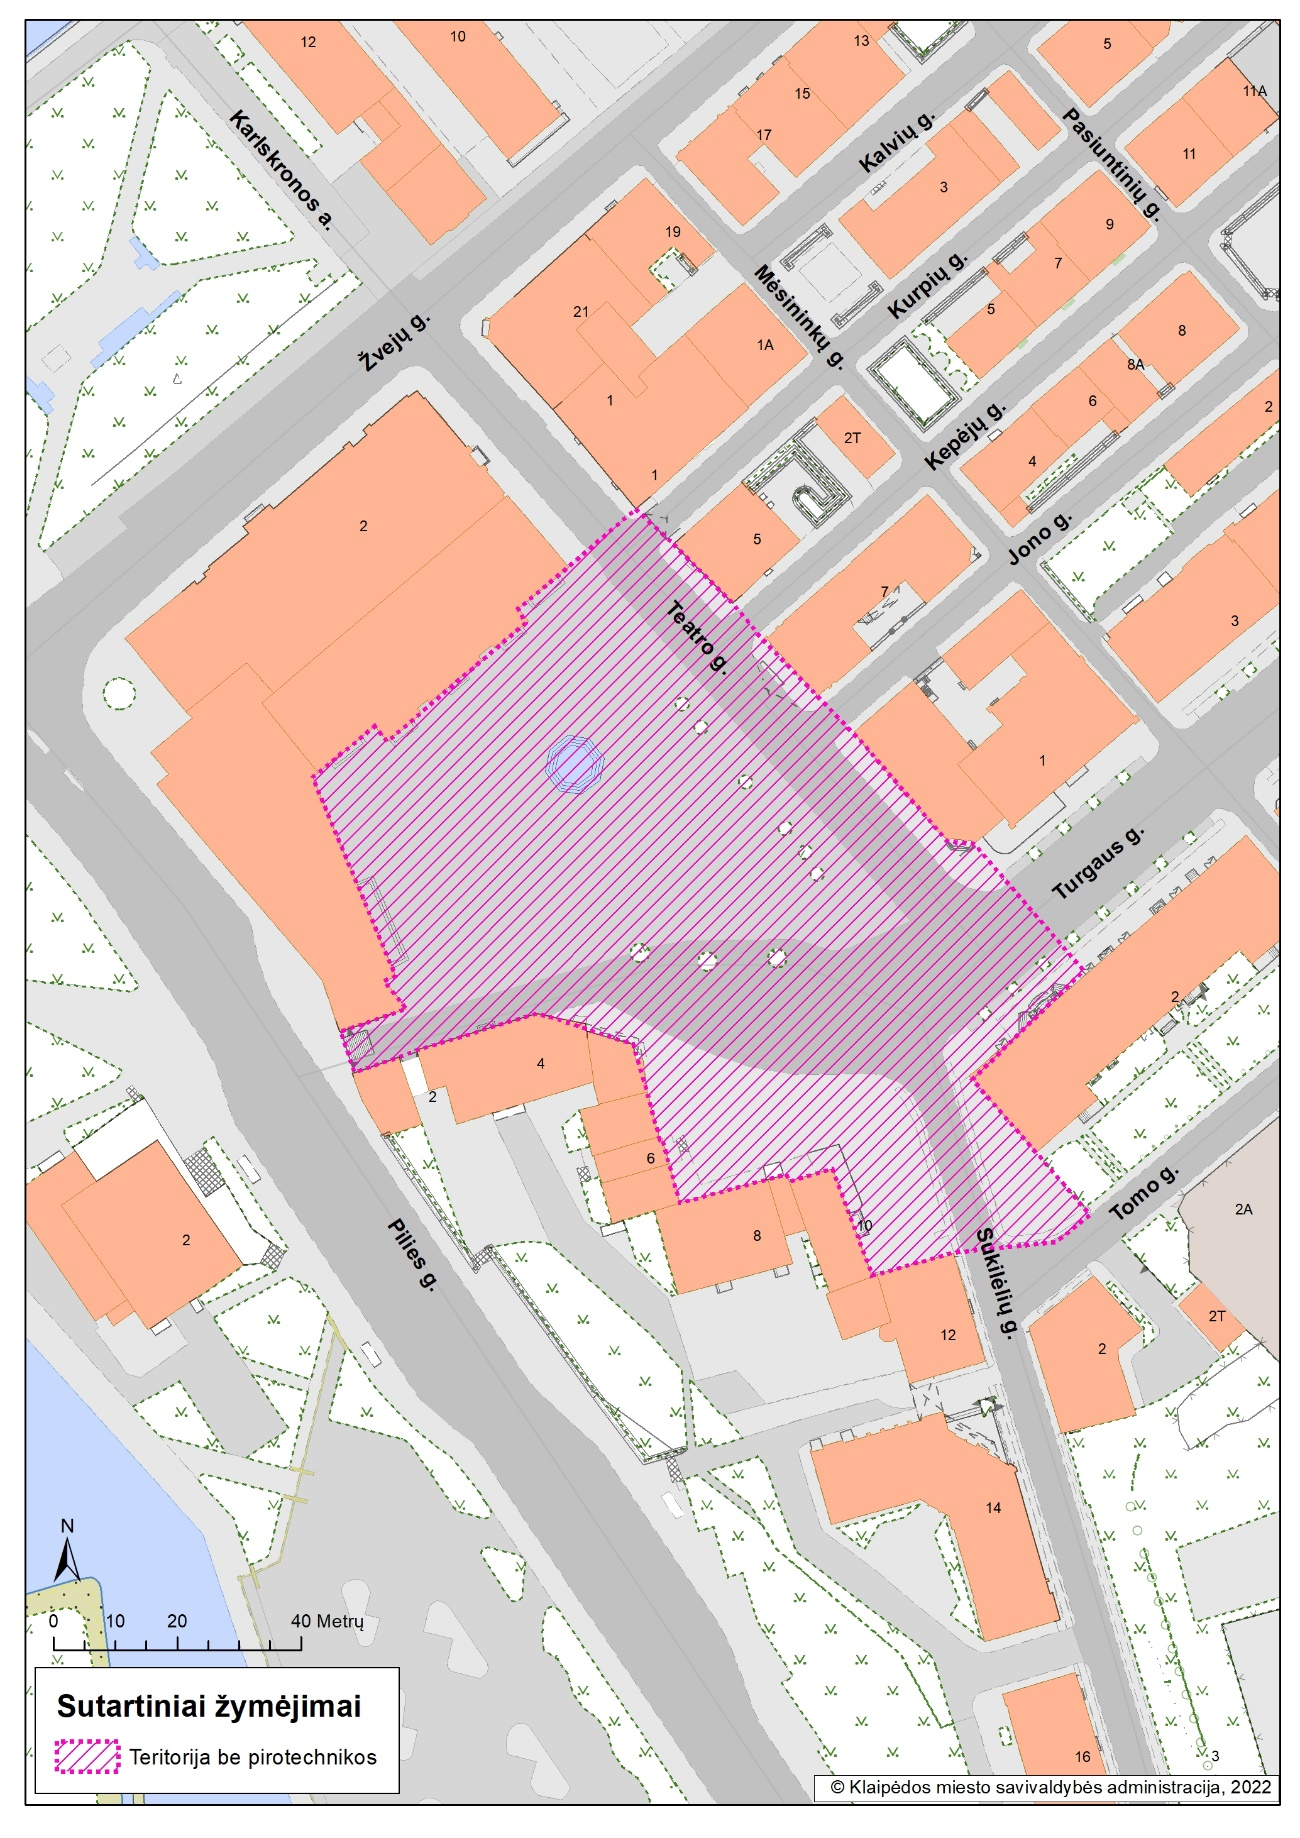 12
10
13
5
15
11A
Karlskronos a.
17
Kalvių g.
Pasiuntinių g.
11
3
19
9
Mėsininkų g.
Kurpių g.
7
21
5
Žvejų g.
1A
8
8A
1
6
2
2T
Kepėjų g.
4
1
2
5
Jono g.
7
Teatro g.
3
1
Turgaus g.
2
4
2
6
Tomo g.
2A
10
8
2
Pilies g.
Sukilėlių g.
2T
12
2
14
N
0 10 20 40 Metrų
Sutartiniai žymėjimai
Teritorija be pirotechnikos
16
3
© Klaipėdos miesto savivaldybės administracija, 2022